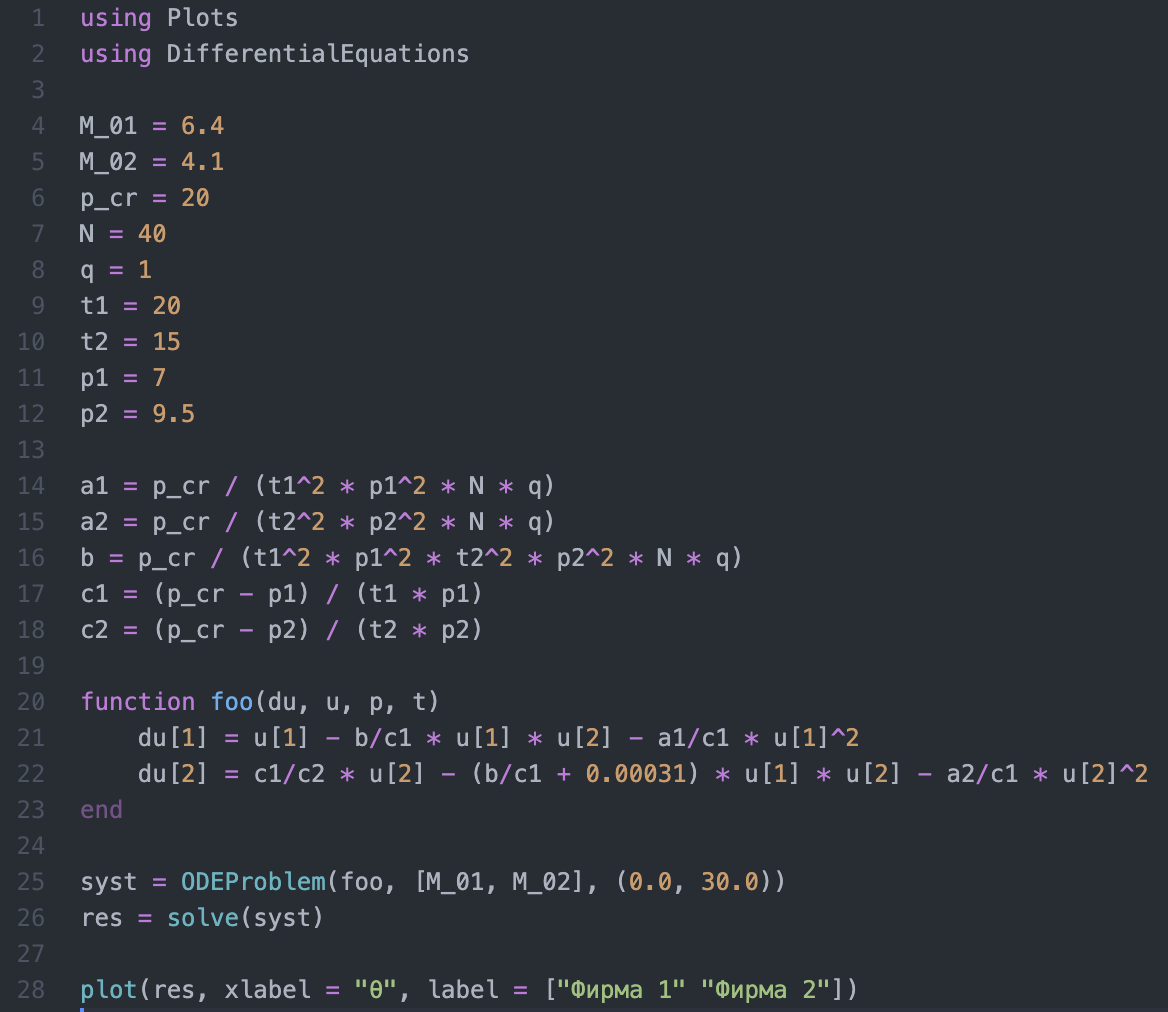 1 using Plots
2 using DifferentialEquations
3
4 M_01 = 6.4
5 M_02 = 4.1
6 p_cr = 20
7 N = 40
8 q = 1
9 t1 = 20
10 t2 = 15
11 p1 = 7
12 p2 = 9.5
13
14 a1 = p_cr / (t1^2 * p1^2 * N * q)
15 a2 = p_cr / (t2^2 * p2^2 * N * q)
16 b = p_cr / (t1^2 * p1^2 * t2^2 * p2^2 * N * q)
17 c1 = (p_cr - p1) / (t1 * p1)
18 c2 = (p_cr - p2) / (t2 * p2)
19
20 function foo(du, u, p, t)
21     du[1] = u[1] - b/c1 * u[1] * u[2] - a1/c1 * u[1]^2
22     du[2] = c1/c2 * u[2] - (b/c1 + 0.00031) * u[1] * u[2] - a2/c1 * u[2]^2
23 end
24
25 syst = ODEProblem(foo, [M_01, M_02], (0.0, 30.0))
26 res = solve(syst)
27
28 plot(res, xlabel = "θ", label = ["Фирма 1" "Фирма 2"])